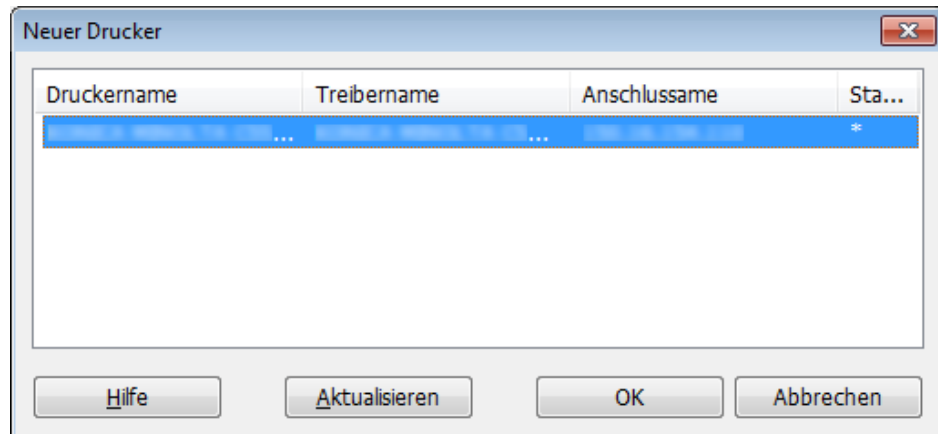 Neuer Drucker
Druckername Treibername Anschlussame Sta...
... ... *
Hilfe Aktualisieren OK Abbrechen